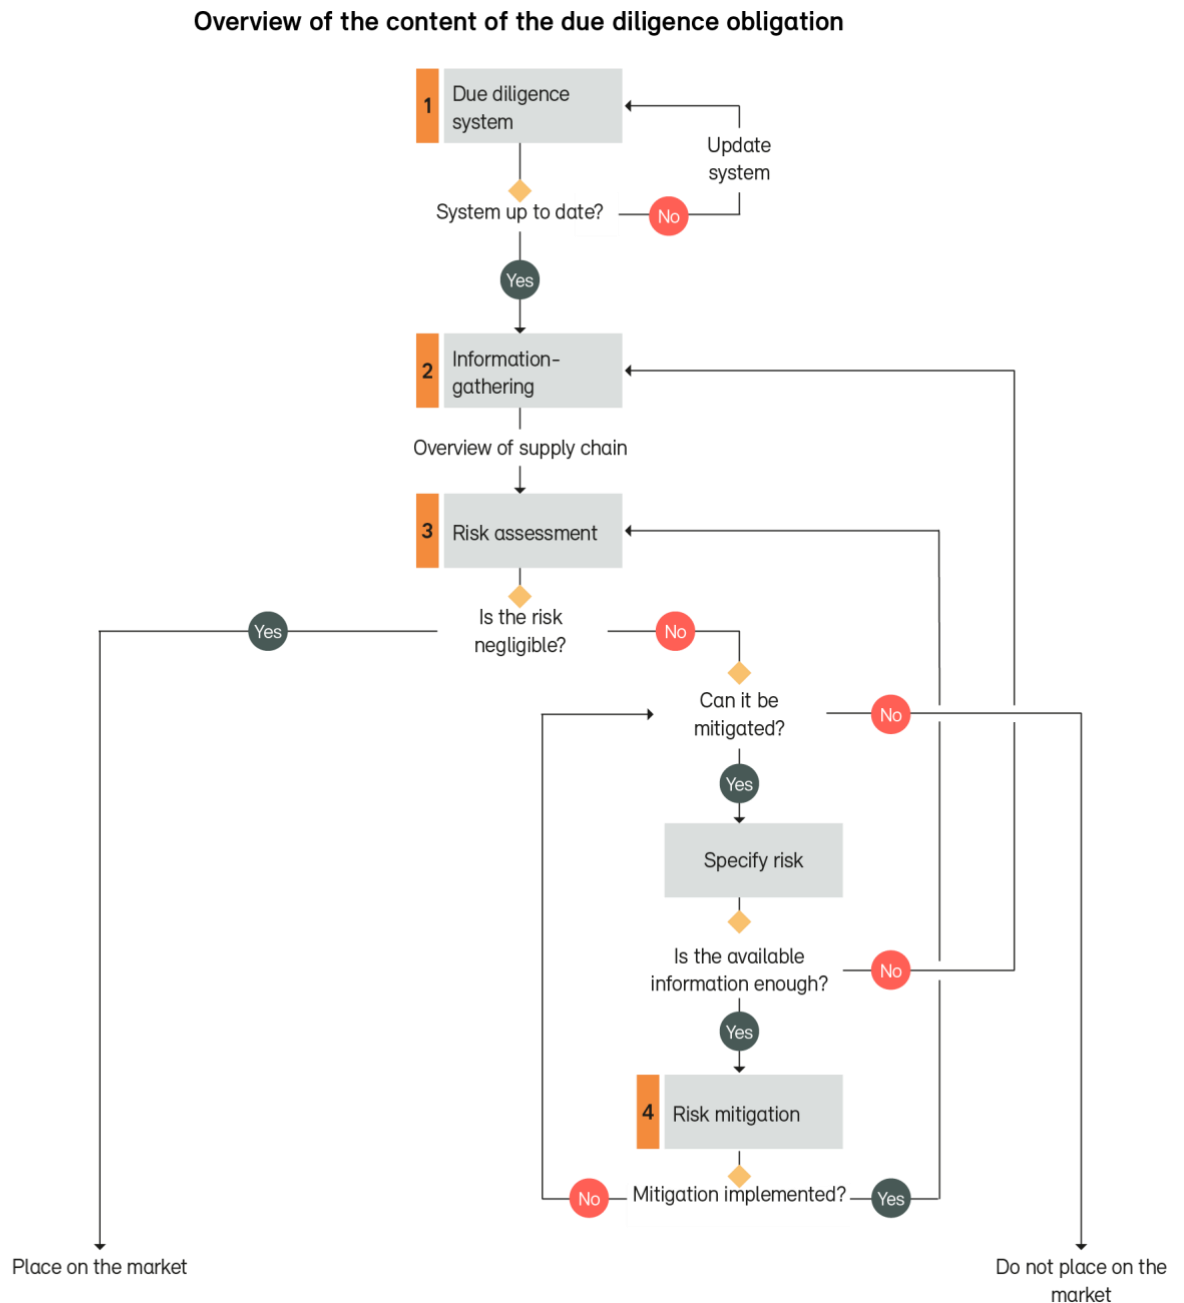 Overview of the content of the due diligence obligation
1
Due diligence
system
Update
system
System up to date?
No
Yes
2
Information-
gathering
Overview of supply chain
3
Risk assessment
Is the risk
negligible?
Yes
No
Can it be
mitigated?
No
Yes
Specify risk
Is the available
information enough?
No
Yes
4
Risk mitigation
Mitigation implemented?
No
Yes
Place on the market
Do not place on the
market